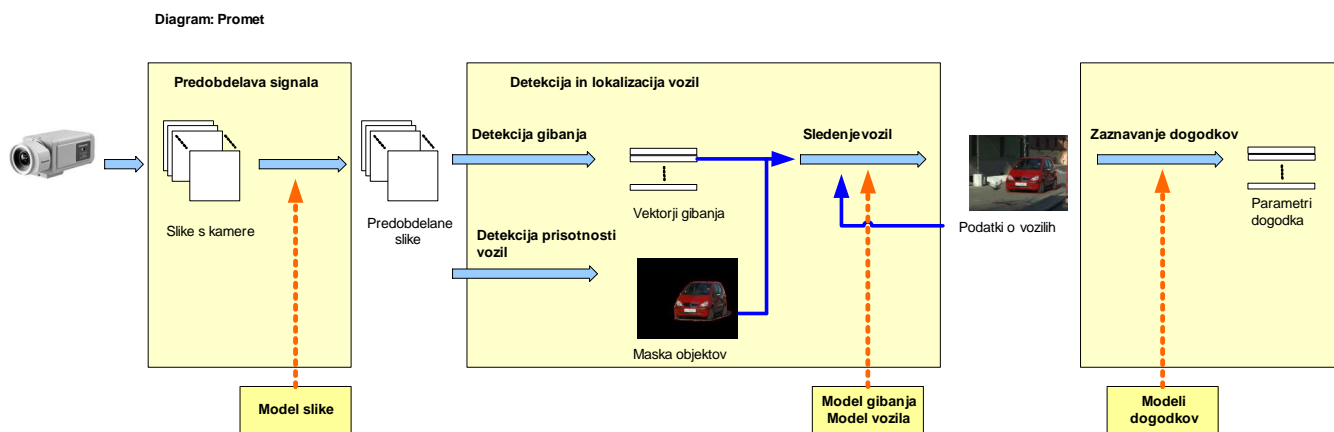 Diagram: Promet
Predobdelava signala
Slike s kamere
Model slike
Predobdelane
slike
Detekcija in lokalizacija vozil
Detekcija gibanja
Vektorji gibanja
Detekcija prisotnosti
vozil
Maska objektov
Sledenje vozil
Model gibanja
Model vozila
Podatki o vozilih
Zaznavanje dogodkov
Parametri
dogodka
Modeli
dogodkov